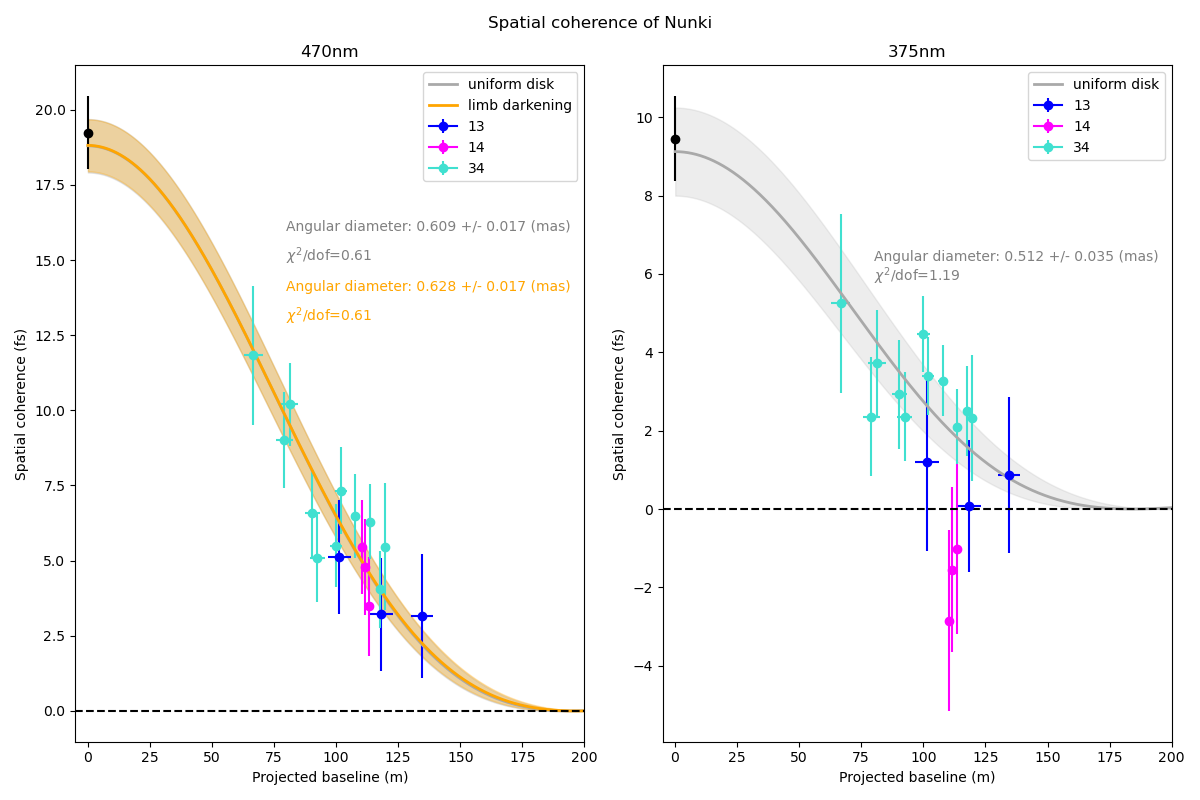 Spatial coherence of Nunki
470nm
Spatial coherence (fs)
20.0
17.5
15.0
12.5
10.0
7.5
5.0
2.5
0.0
uniform disk
limb darkening
13
14
34
Angular diameter: 0.609 +/- 0.017 (mas)
χ²/dof=0.61
Angular diameter: 0.628 +/- 0.017 (mas)
χ²/dof=0.61
0 25 50 75 100 125 150 175 200
Projected baseline (m)
375nm
Spatial coherence (fs)
10
8
6
4
2
0
−2
−4
uniform disk
13
14
34
Angular diameter: 0.512 +/- 0.035 (mas)
χ²/dof=1.19
0 25 50 75 100 125 150 175 200
Projected baseline (m)